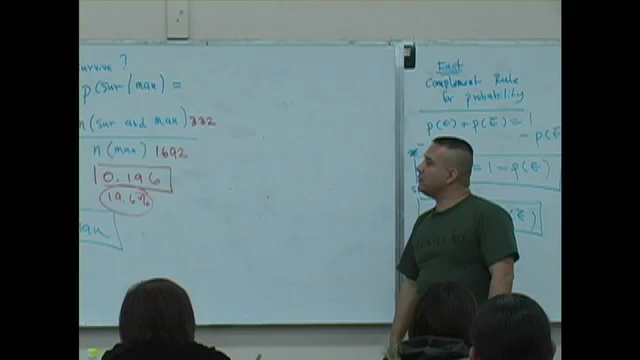 survive ?
p(sur/man) =
n(sur and man) 332
n(man) 1692
0.196
19.6%
man
Fact
Complement Rule
for probability
p(E) + p(Ē) = 1
- p(Ē
= 1 - p(Ē)
(Ē)